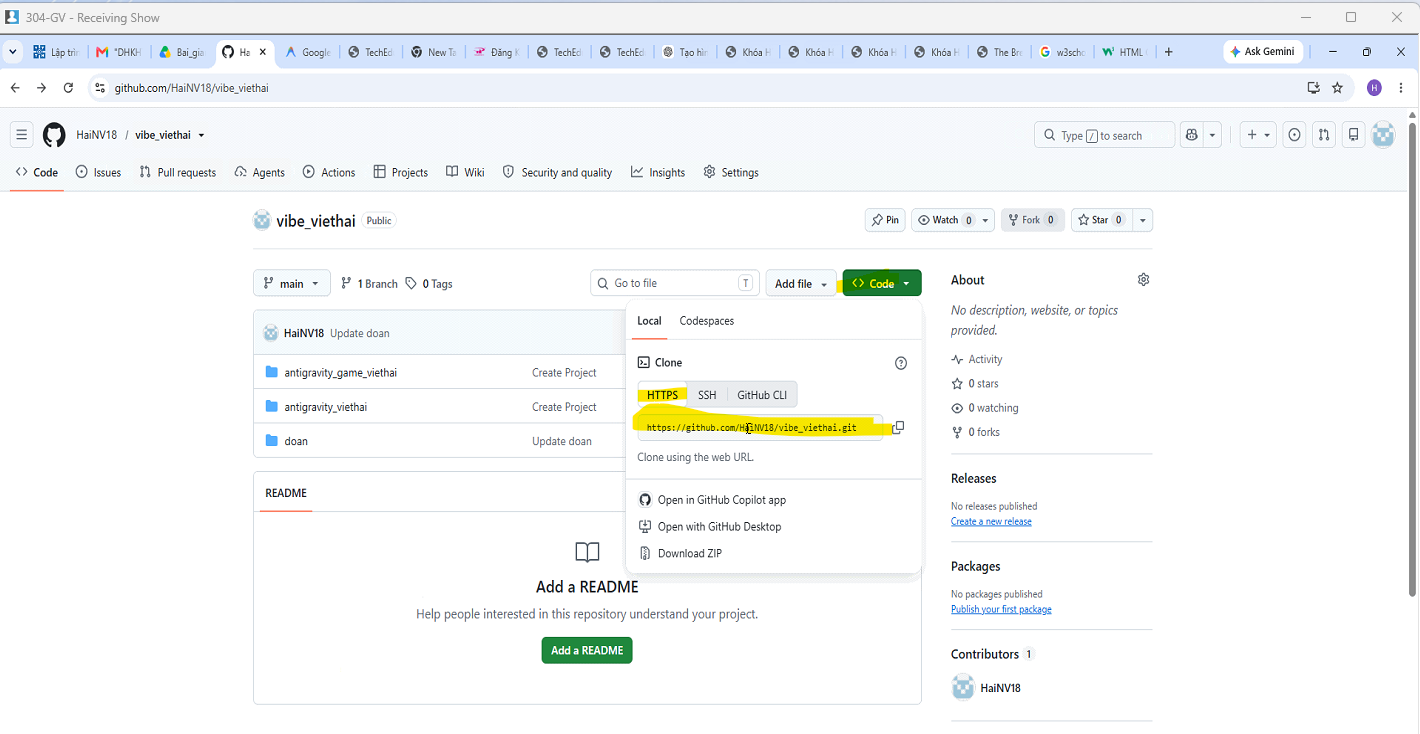 304-GV - Receiving Show
Lập trìn "DHKH Bai_gia Ha Google TechEd New Ta Đăng K TechEd TechEd Tạo hìn Khóa H Khóa H Khóa H Khóa H The Bro w3scho HTML Ask Gemini
github.com/HaiNV18/vibe_viethai H
HaiNV18 / vibe_viethai Type / to search
Code Issues Pull requests Agents Actions Projects Wiki Security and quality Insights Settings
vibe_viethai Public Pin Watch 0 Fork 0 Star 0
main 1 Branch 0 Tags Go to file T Add file Code
About
No description, website, or topics
provided.
Activity
0 stars
0 watching
0 forks
HaiNV18 Update doan
antigravity_game_viethai Create Project
antigravity_viethai Create Project
doan Update doan
Local Codespaces
Clone
HTTPS SSH GitHub CLI
https://github.com/HaiNV18/vibe_viethai.git
Clone using the web URL.
Open in GitHub Copilot app
Open with GitHub Desktop
Download ZIP
README
Add a README
Help people interested in this repository understand your project.
Add a README
Releases
No releases published
Create a new release
Packages
No packages published
Publish your first package
Contributors 1
HaiNV18